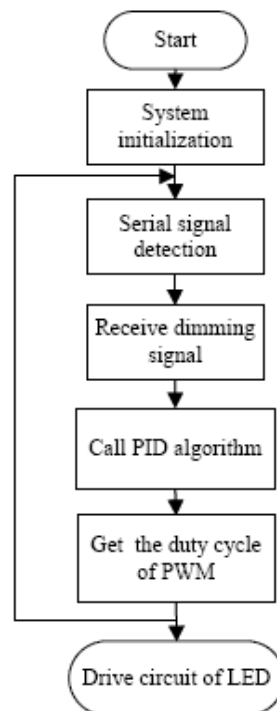 Start
System
initialization
Serial signal
detection
Receive dimming
signal
Call PID algorithm
Get the duty cycle
of PWM
Drive circuit of LED